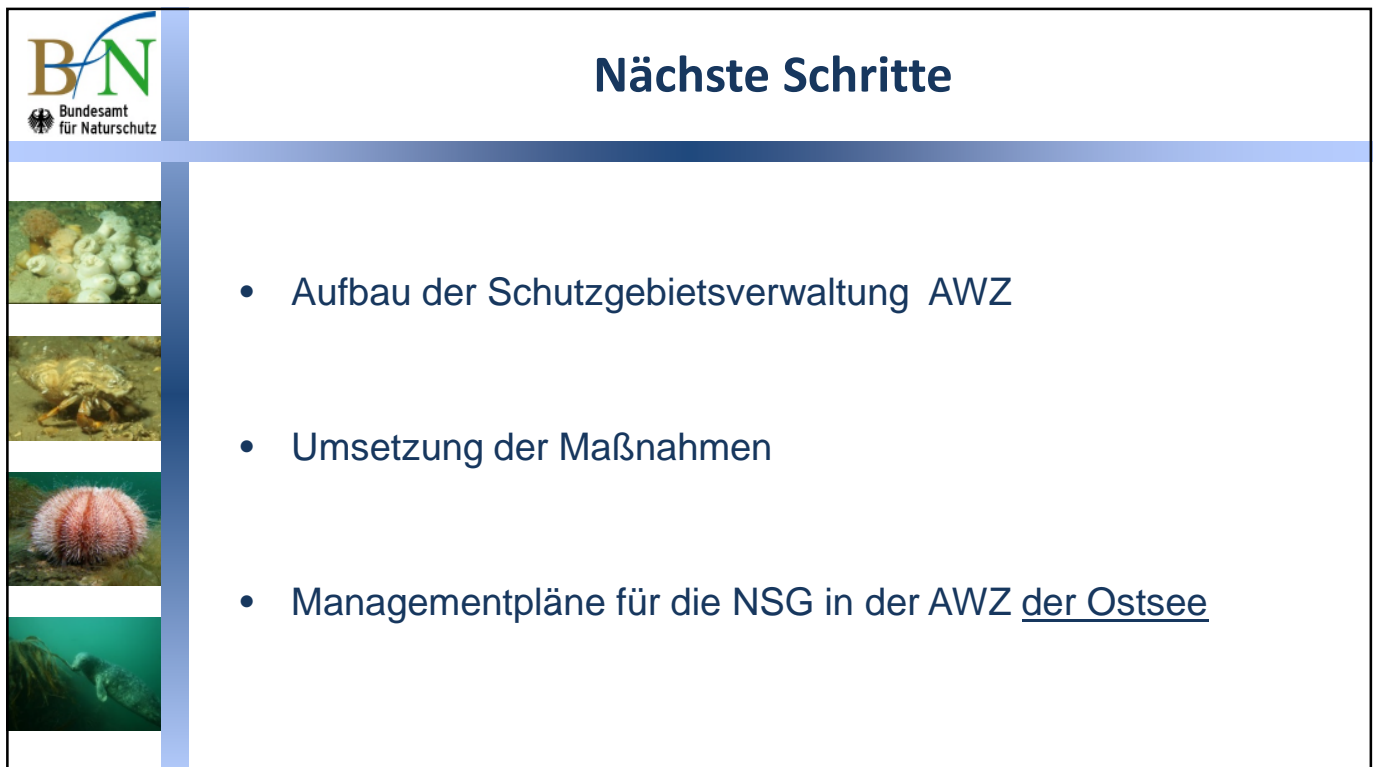 BfN
Bundesamt
für Naturschutz
Nächste Schritte
• Aufbau der Schutzgebietsverwaltung  AWZ
• Umsetzung der Maßnahmen
• Managementpläne für die NSG in der AWZ der Ostsee